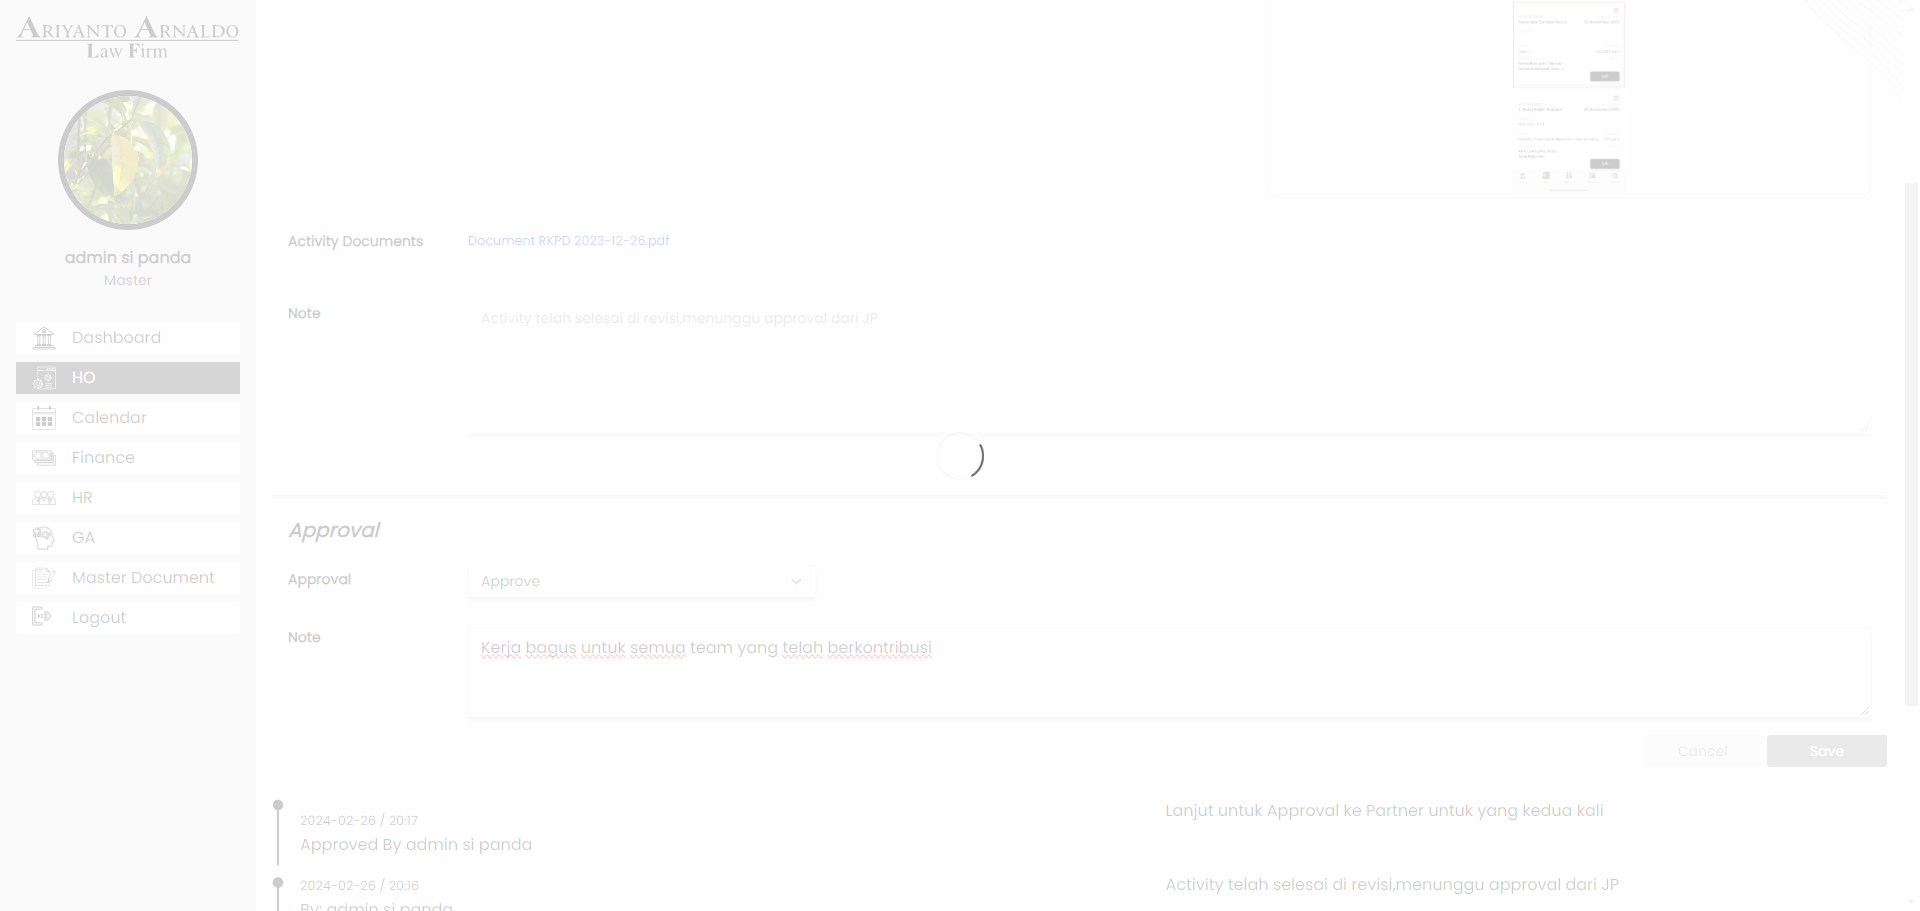 ARIYANTO ARNALDO
Law Firm
admin si panda
Master
Dashboard
HO
Calendar
Finance
HR
GA
Master Document
Logout
Activity Documents
Document RKPD 2023-12-26.pdf
Note
Activity telah selesai di revisi,menunggu approval dari JP
Approval
Approval
Approve
Note
Kerja bagus untuk semua team yang telah berkontribusi
Cancel
Save
2024-02-26 / 20:17
Approved By admin si panda
Lanjut untuk Approval ke Partner untuk yang kedua kali
2024-02-26 / 20:16
By: admin si panda
Activity telah selesai di revisi,menunggu approval dari JP